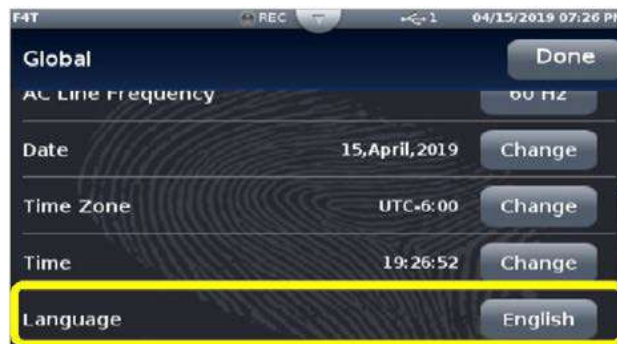 F4T REC 1 04/15/2019 07:26 PM
Global Done
AC Line Frequency 60 Hz
Date 15,April,2019 Change
Time Zone UTC-6:00 Change
Time 19:26:52 Change
Language English